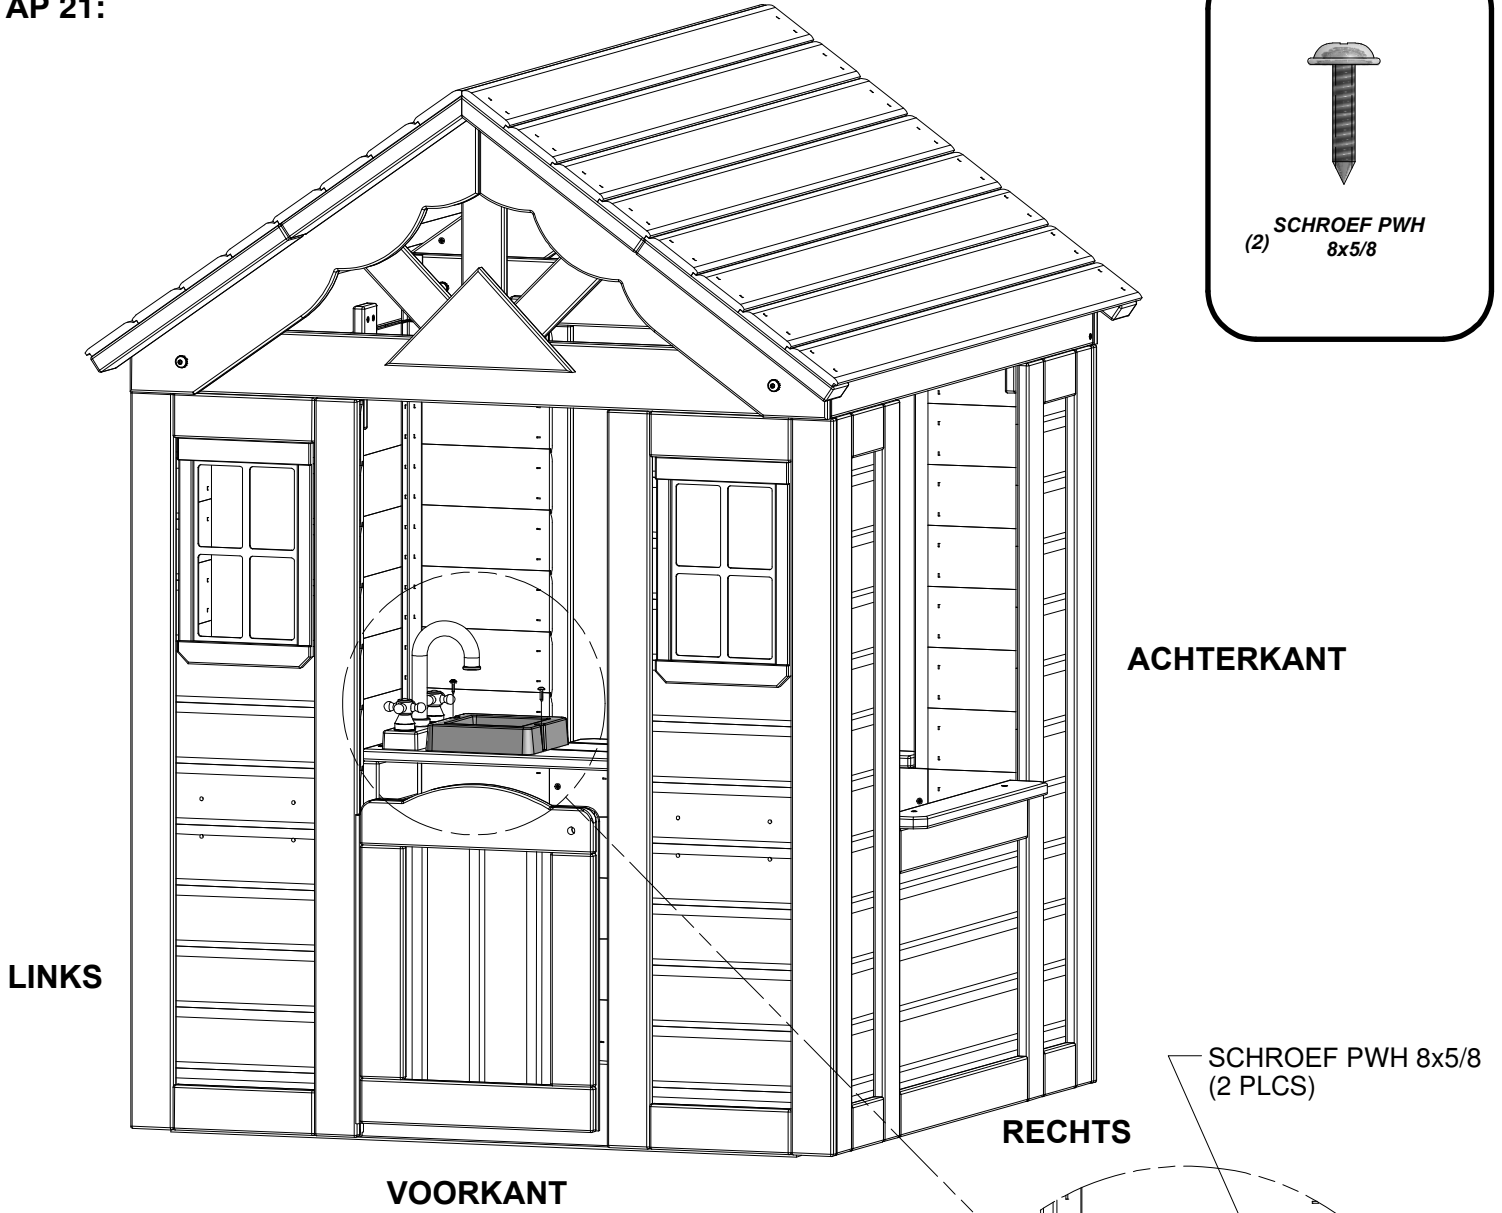 AP 21:
(2) SCHROEF PWH
8x5/8
ACHTERKANT
LINKS
SCHROEF PWH 8x5/8
(2 PLCS)
RECHTS
VOORKANT